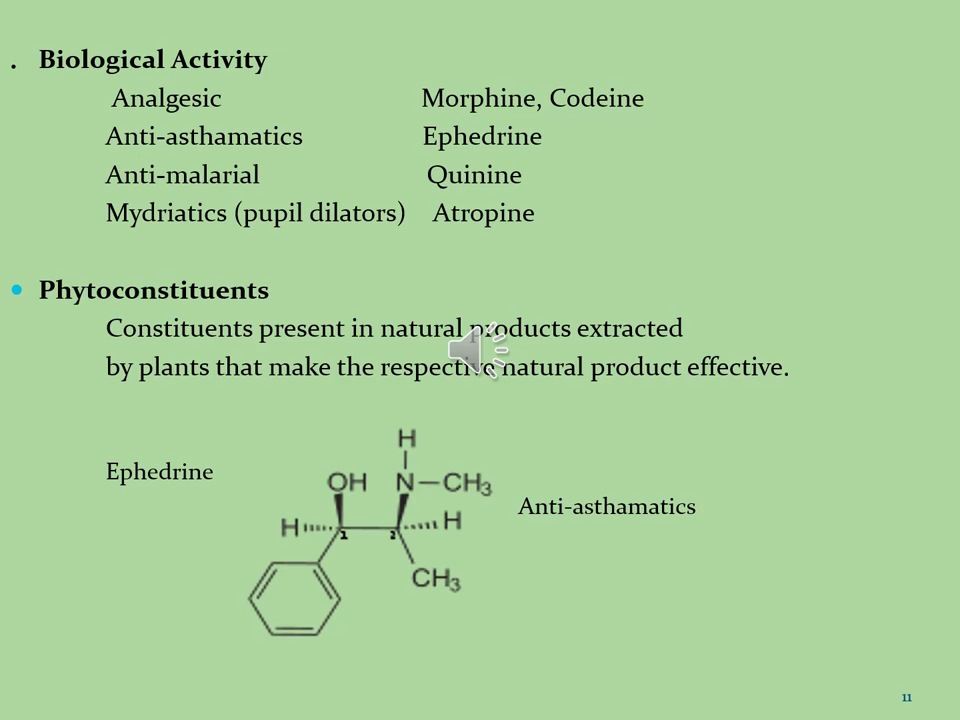 . Biological Activity
Analgesic Morphine, Codeine
Anti-asthamatics Ephedrine
Anti-malarial Quinine
Mydriatics (pupil dilators) Atropine
• Phytoconstituents
Constituents present in natural products extracted
by plants that make the respective natural product effective.
H
Ephedrine
OH N CH3
Anti-asthamatics
H 1 2 H
CH3
11